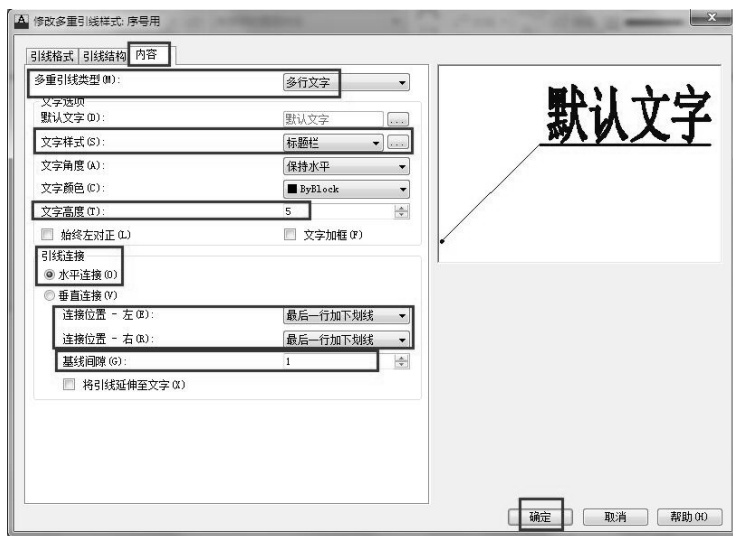 修改多重引线样式: 序号用
引线格式 引线结构 内容
多重引线类型(M): 多行文字
文字选项
默认文字(D): 默认文字 ...
文字样式(S): 标题栏 ...
文字角度(A): 保持水平
文字颜色(C): ByBlock
文字高度(T): 5
始终左对正(L) 文字加框(F)
引线连接
水平连接(O)
垂直连接(V)
连接位置 - 左(E): 最后一行加下划线
连接位置 - 右(R): 最后一行加下划线
基线间隙(G): 1
将引线延伸至文字(X)
默认文字
确定 取消 帮助(H)